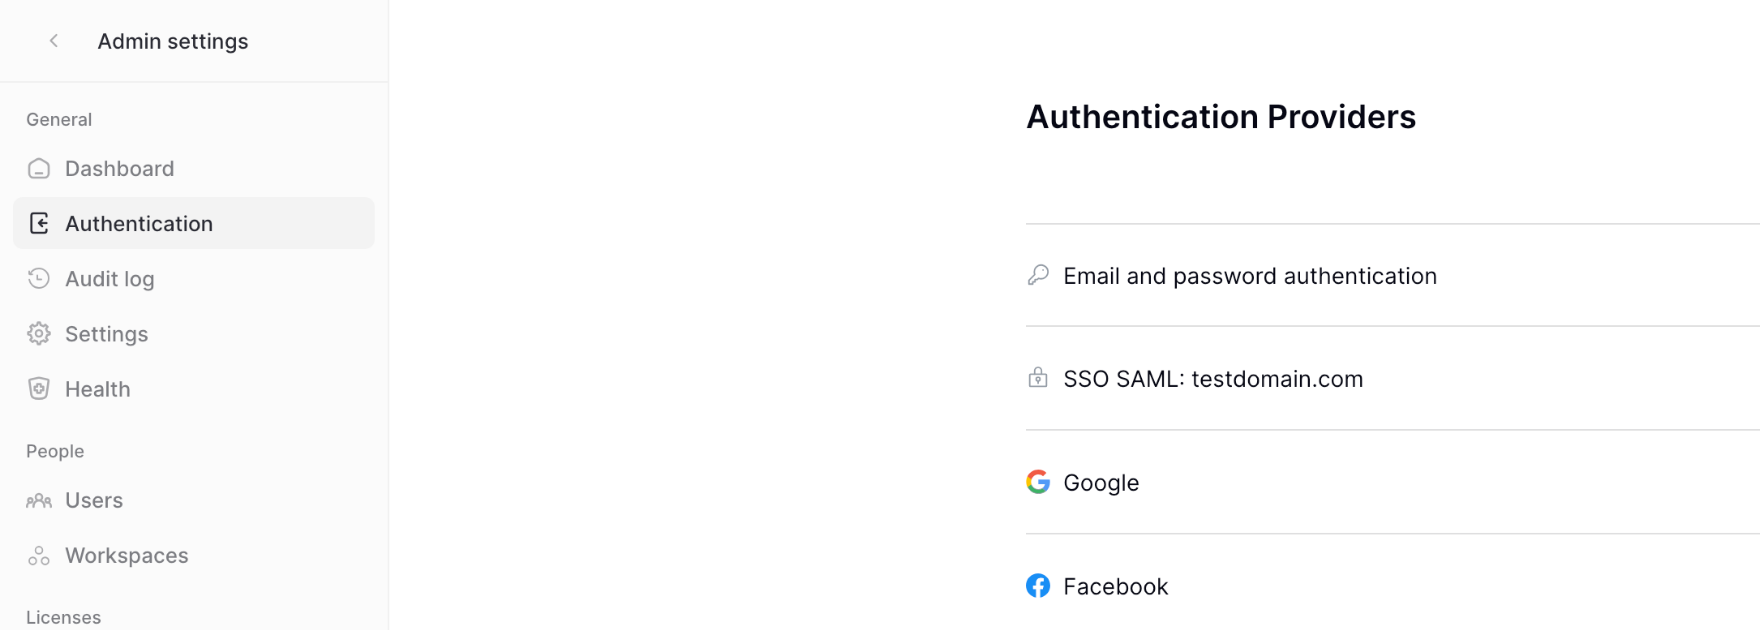 Admin settings
General
Dashboard
Authentication
Audit log
Settings
Health
People
Users
Workspaces
Licenses
Authentication Providers
Email and password authentication
SSO SAML: testdomain.com
Google
Facebook